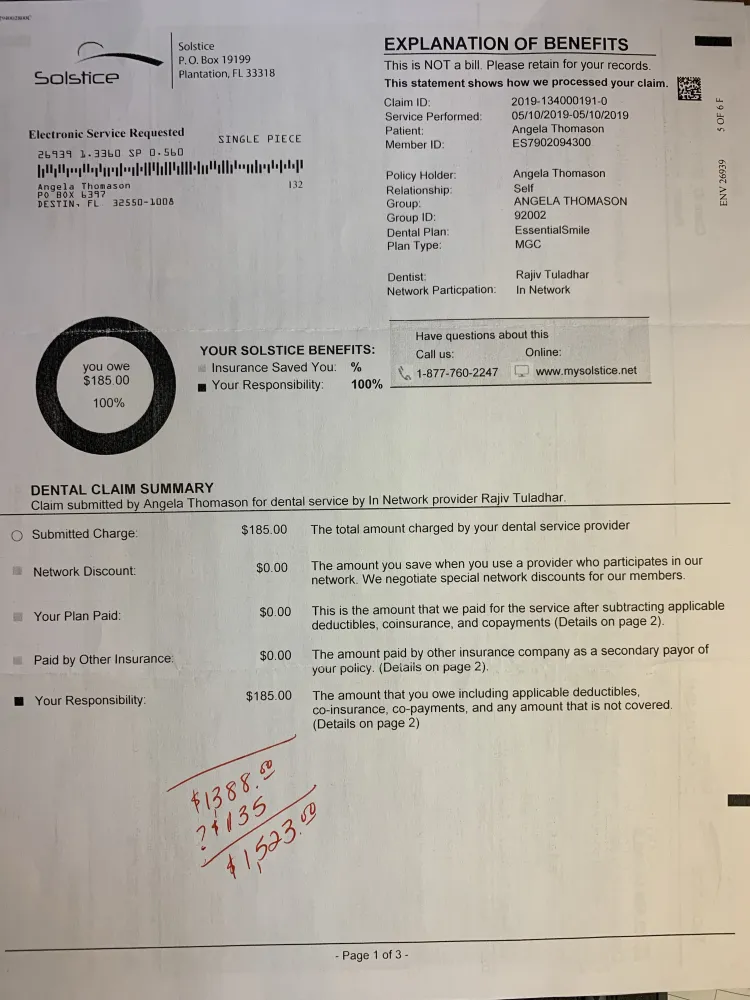 Solstice
Solstice
P.O. Box 19199
Plantation, FL 33318
EXPLANATION OF BENEFITS
This is NOT a bill. Please retain for your records.
This statement shows how we processed your claim.
Claim ID: 2019-134000191-0
Service Performed: 05/10/2019-05/10/2019
Patient: Angela Thomason
Member ID: ES7902094300
Policy Holder: Angela Thomason
Relationship: Self
Group: ANGELA THOMASON
Group ID: 92002
Dental Plan: EssentialSmile
Plan Type: MGC
Dentist: Rajiv Tuladhar
Network Particpation: In Network
5 OF 6 F
ENV 26939
Electronic Service Requested
SINGLE PIECE
26939 1.3360 SP 0.560
Angela Thomason 132
PO BOX 6397
DESTIN, FL 32550-1008
you owe
$185.00
100%
YOUR SOLSTICE BENEFITS:
Insurance Saved You: %
Your Responsibility: 100%
Have questions about this
Call us: Online:
1-877-760-2247 www.mysolstice.net
DENTAL CLAIM SUMMARY
Claim submitted by Angela Thomason for dental service by In Network provider Rajiv Tuladhar.
Submitted Charge: $185.00 The total amount charged by your dental service provider
Network Discount: $0.00 The amount you save when you use a provider who participates in our
network. We negotiate special network discounts for our members.
Your Plan Paid: $0.00 This is the amount that we paid for the service after subtracting applicable
deductibles, coinsurance, and copayments (Details on page 2).
Paid by Other Insurance: $0.00 The amount paid by other insurance company as a secondary payor of
your policy. (Details on page 2).
Your Responsibility: $185.00 The amount that you owe including applicable deductibles,
co-insurance, co-payments, and any amount that is not covered.
(Details on page 2)
$1388.00
? $135
$1,523.00
- Page 1 of 3 -